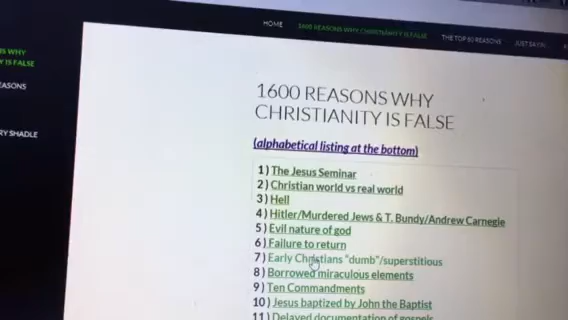 HOME 1600 REASONS WHY CHRISTIANITY IS FALSE THE TOP 60 REASONS JUST SAYIN
WHY
IS FALSE
REASONS
RY SHADLE
1600 REASONS WHY
CHRISTIANITY IS FALSE
(alphabetical listing at the bottom)
1) The Jesus Seminar
2) Christian world vs real world
3) Hell
4) Hitler/Murdered Jews & T. Bundy/Andrew Carnegie
5) Evil nature of god
6) Failure to return
7) Early Christians "dumb"/superstitious
8) Borrowed miraculous elements
9) Ten Commandments
10) Jesus baptized by John the Baptist
11) Delayed documentation of gospels